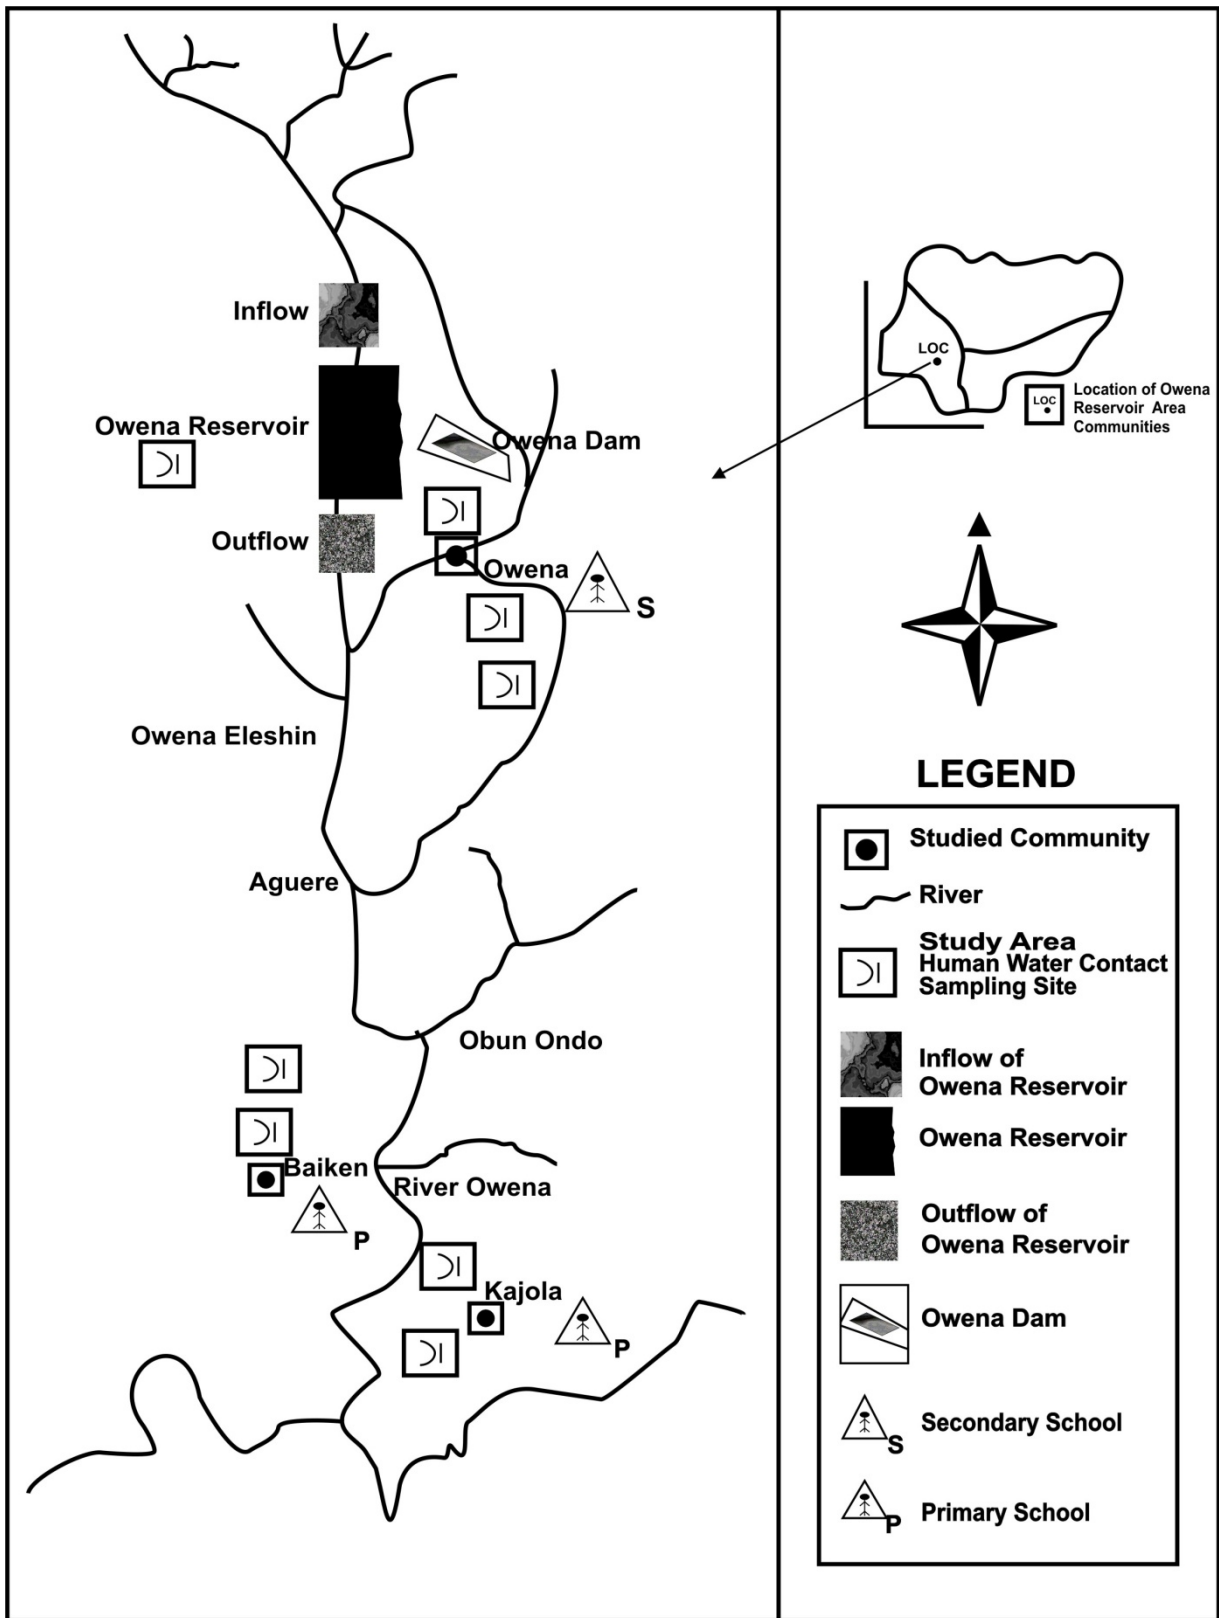 Inflow
Owena Reservoir
Owena Dam
Outflow
Owena
S
Owena Eleshin
Aguere
Obun Ondo
Baiken
River Owena
P
Kajola
P
LOC
LOC
Location of Owena
Reservoir Area
Communities
LEGEND
Studied Community
River
Study Area
Human Water Contact
Sampling Site
Inflow of
Owena Reservoir
Owena Reservoir
Outflow of
Owena Reservoir
Owena Dam
S
Secondary School
P
Primary School